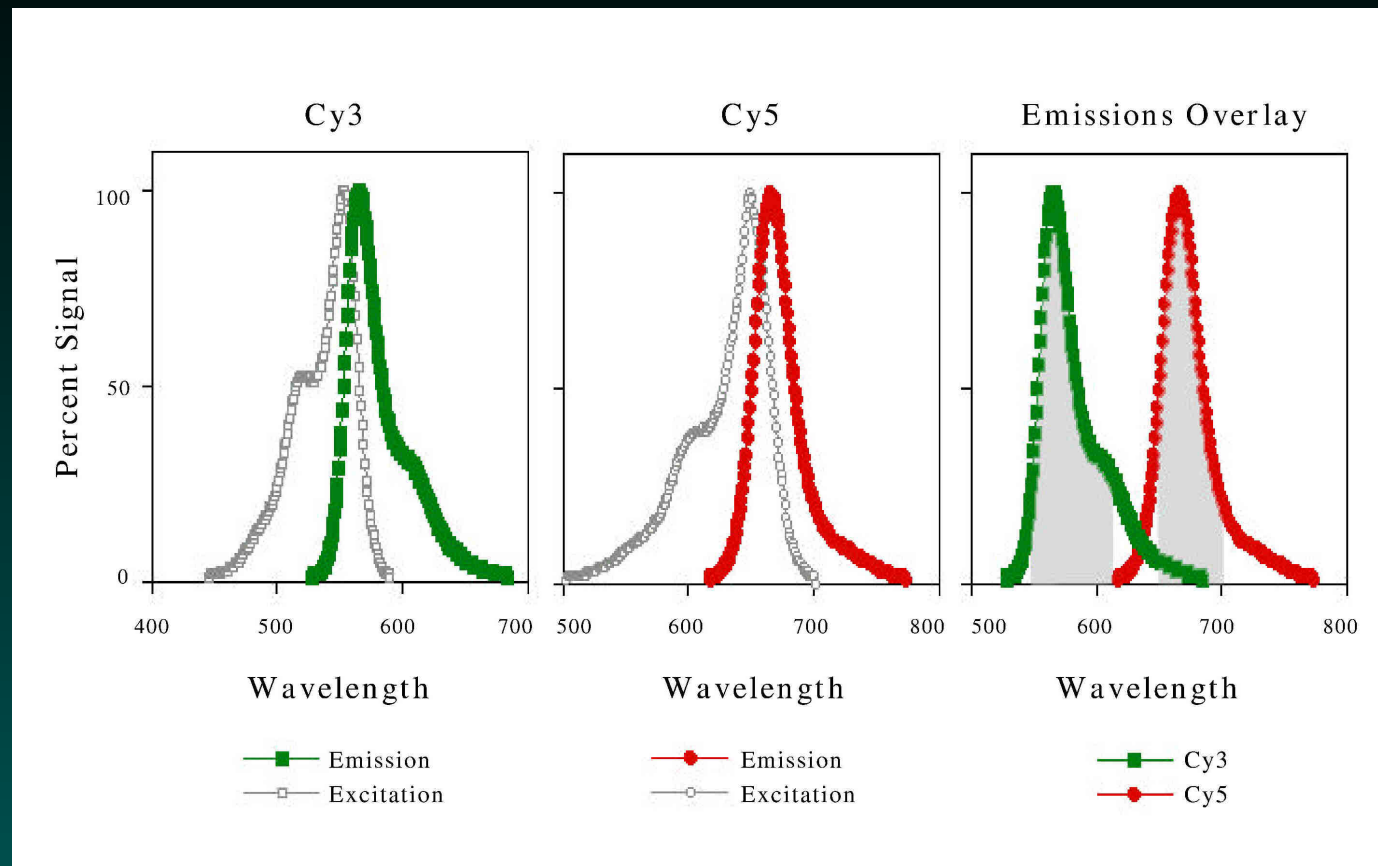 Cy3
Cy5
Emissions Overlay
Percent Signal
100
50
0
400 500 600 700
500 600 700 800
500 600 700 800
Wavelength
Wavelength
Wavelength
Emission
Excitation
Emission
Excitation
Cy3
Cy5